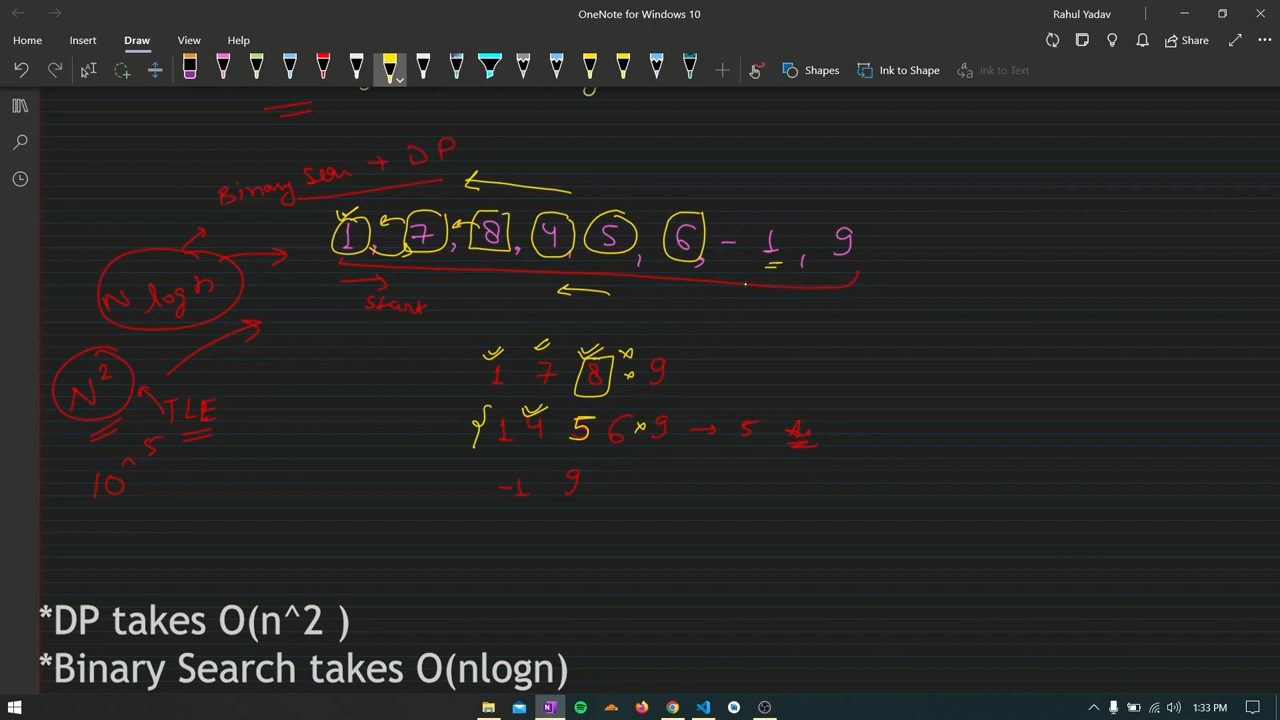 OneNote for Windows 10
Rahul Yadav
Home Insert Draw View Help
Share
Shapes
Ink to Shape
Ink to Text
Binary Sear + DP
1, 7, 8, 4, 5, 6, -1, 9
N log n
start
N^2
TLE
10^5
1 7 8 9
1 4 5 6 9 → 5
-1 9
*DP takes O(n^2 )
*Binary Search takes O(nlogn)
1:33 PM